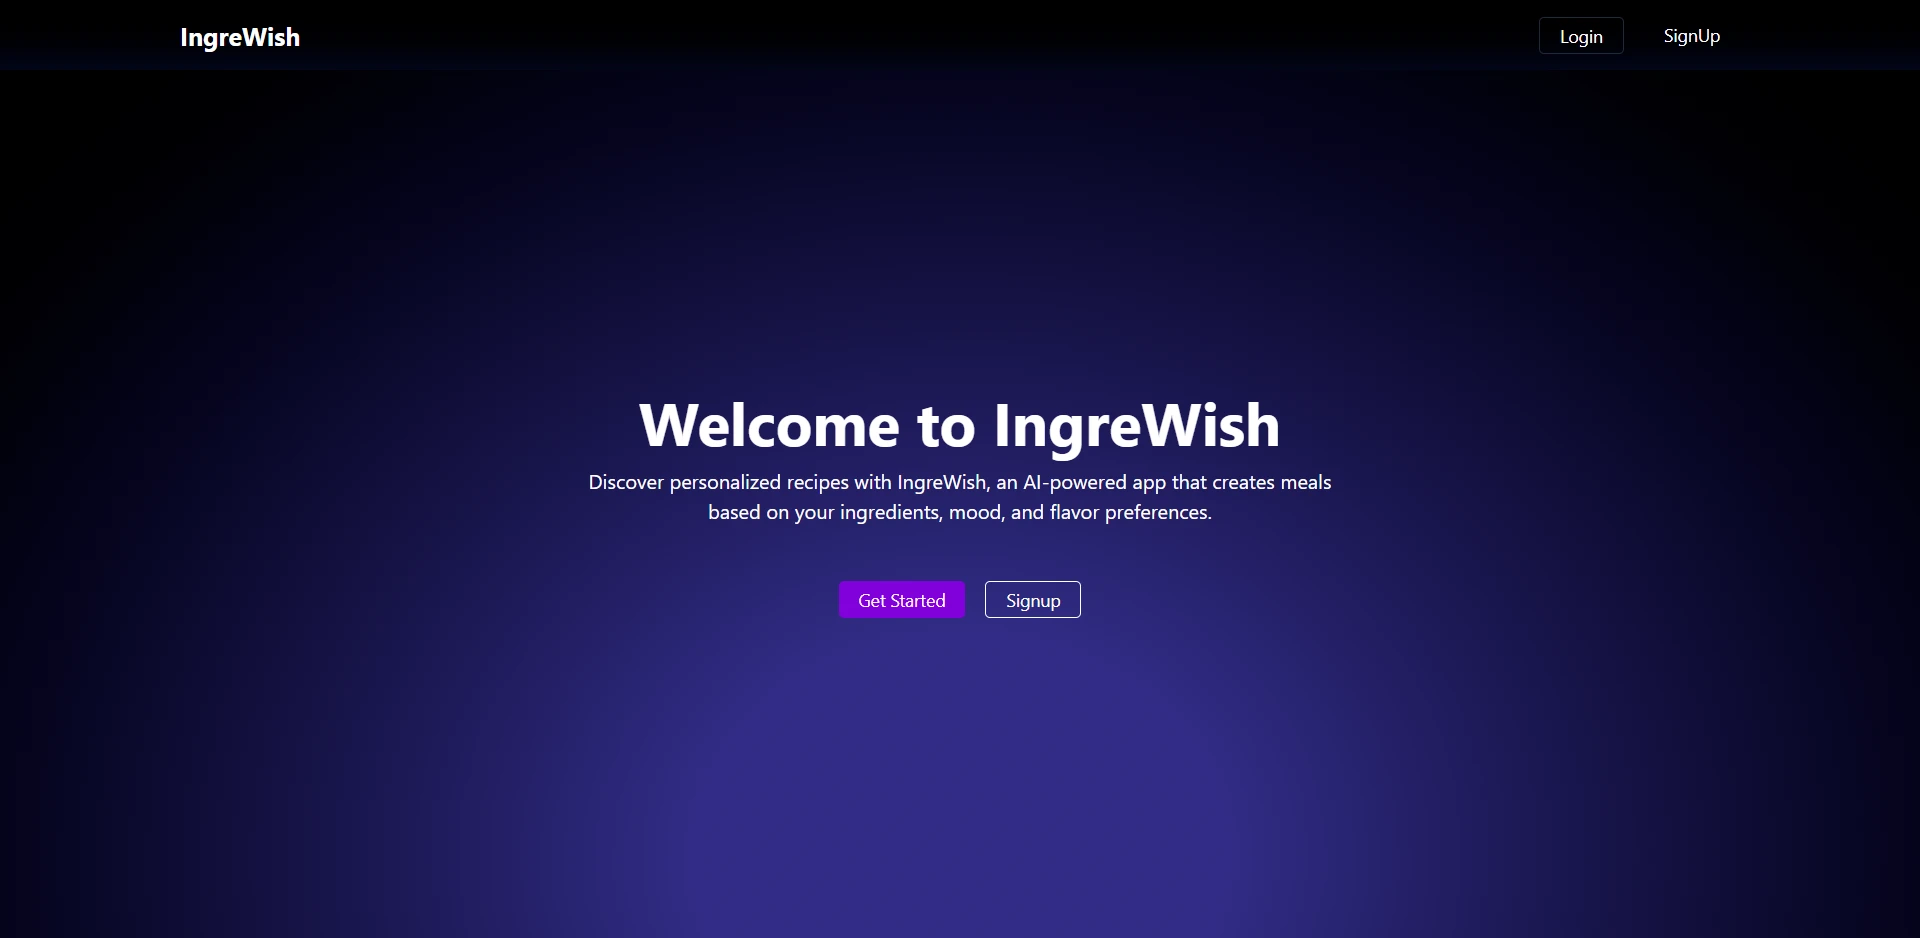 IngreWish
Login
SignUp
Welcome to IngreWish
Discover personalized recipes with IngreWish, an AI-powered app that creates meals
based on your ingredients, mood, and flavor preferences.
Get Started
Signup